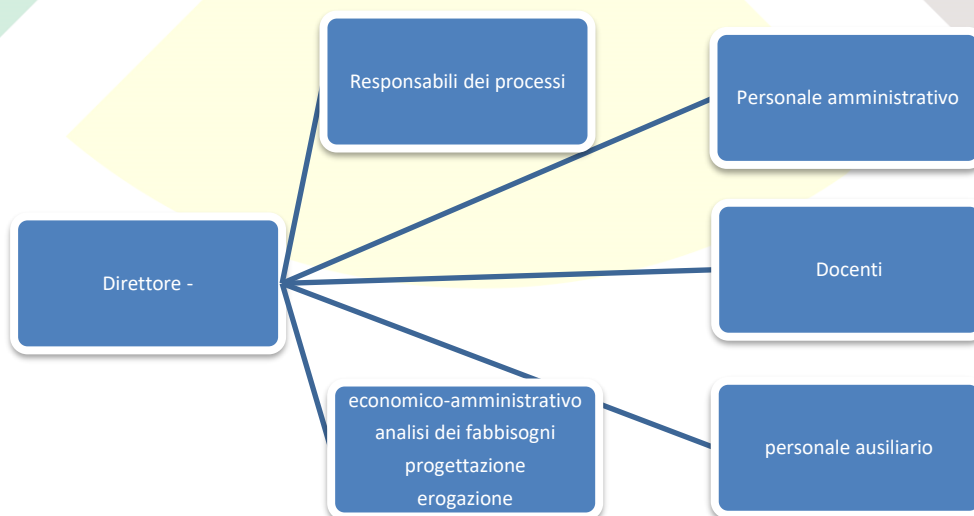 Responsabili dei processi
Personale amministrativo
Direttore -
Docenti
economico-amministrativo
analisi dei fabbisogni
progettazione
erogazione
personale ausiliario